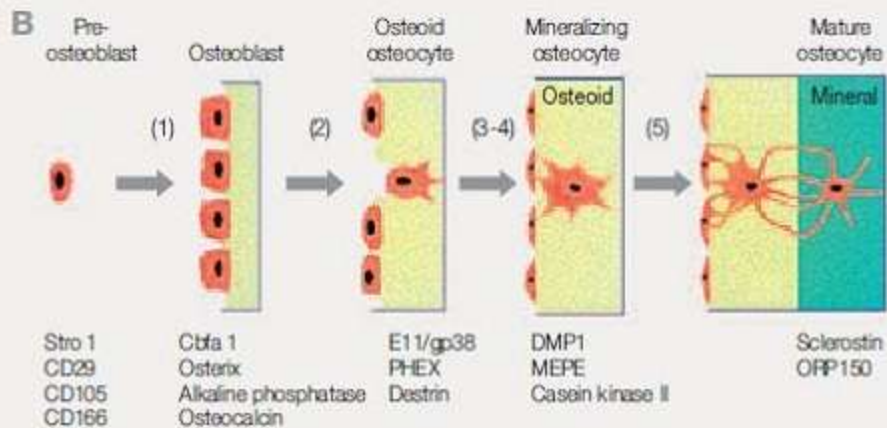 B
Pre-
osteoblast
Osteoblast
Osteoid
osteocyte
Mineralizing
osteocyte
Mature
osteocyte
(1)
(2)
(3-4)
(5)
Osteoid
Mineral
Stro 1
CD29
CD105
CD166
Cbfa 1
Osterix
Alkaline phosphatase
Osteocalcin
E11/gp38
PHEX
Destrin
DMP1
MEPE
Casein kinase II
Sclerostin
ORP150